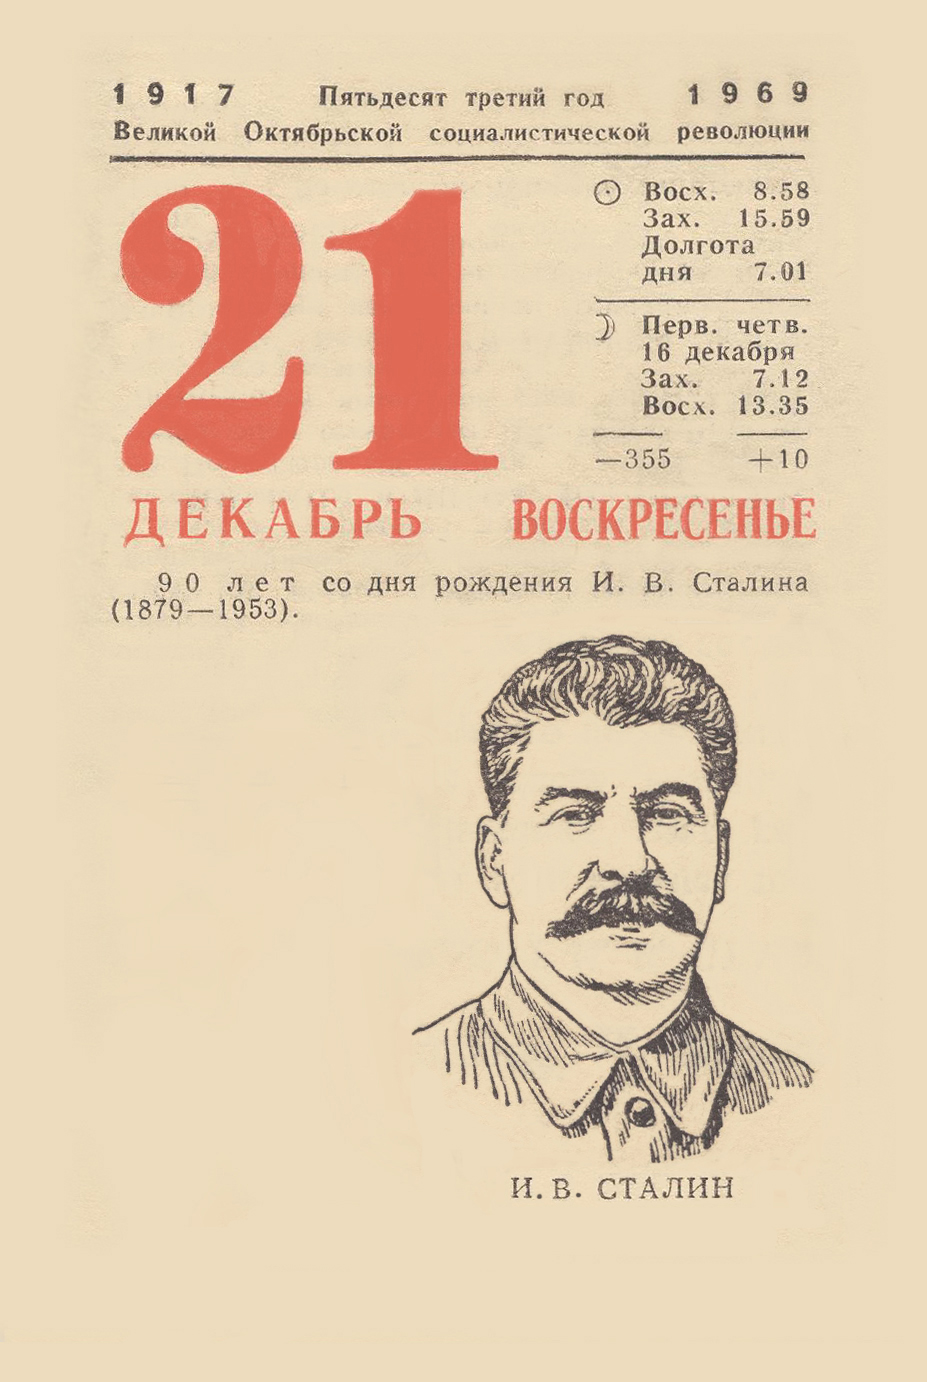 1917 Пятьдесят третий год 1969
Великой Октябрьской социалистической революции
21
Восх. 8.58
Зах. 15.59
Долгота
дня 7.01
Перв. четв.
16 декабря
Зах. 7.12
Восх. 13.35
—355 +10
ДЕКАБРЬ ВОСКРЕСЕНЬЕ
90 лет со дня рождения И. В. Сталина
(1879—1953).
И. В. СТАЛИН